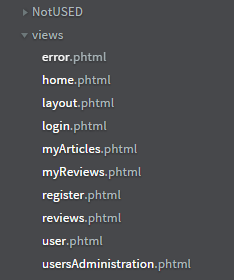 NotUSED
views
error.phtml
home.phtml
layout.phtml
login.phtml
myArticles.phtml
myReviews.phtml
register.phtml
reviews.phtml
user.phtml
usersAdministration.phtml